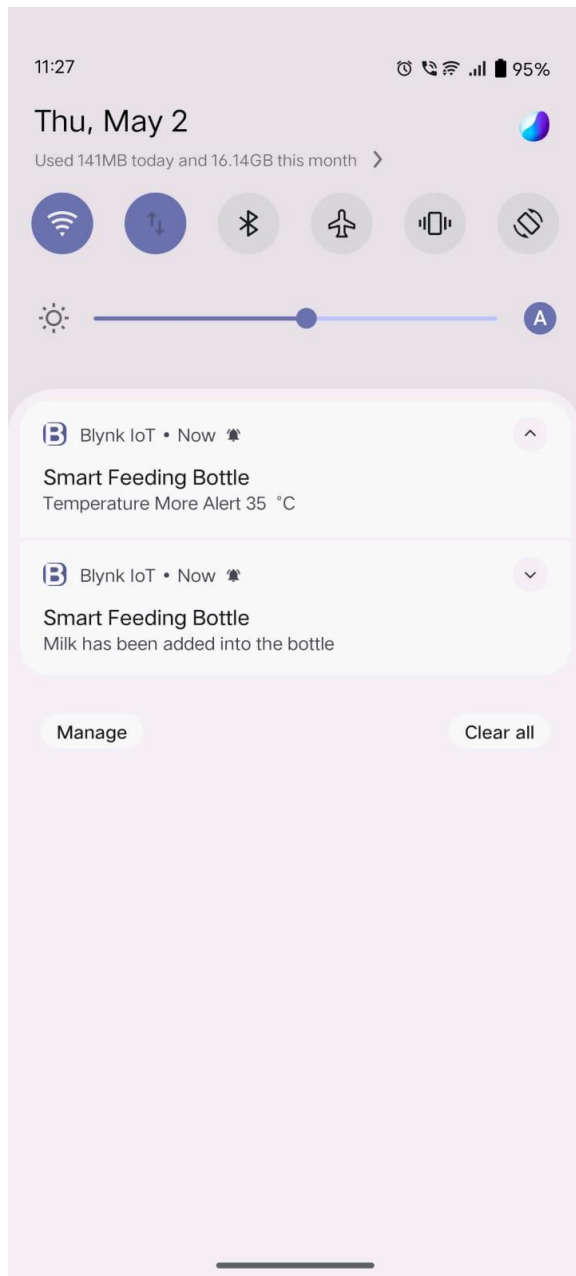 11:27 95%
Thu, May 2
Used 141MB today and 16.14GB this month
A
Blynk IoT • Now
Smart Feeding Bottle
Temperature More Alert 35 °C
Blynk IoT • Now
Smart Feeding Bottle
Milk has been added into the bottle
Manage Clear all